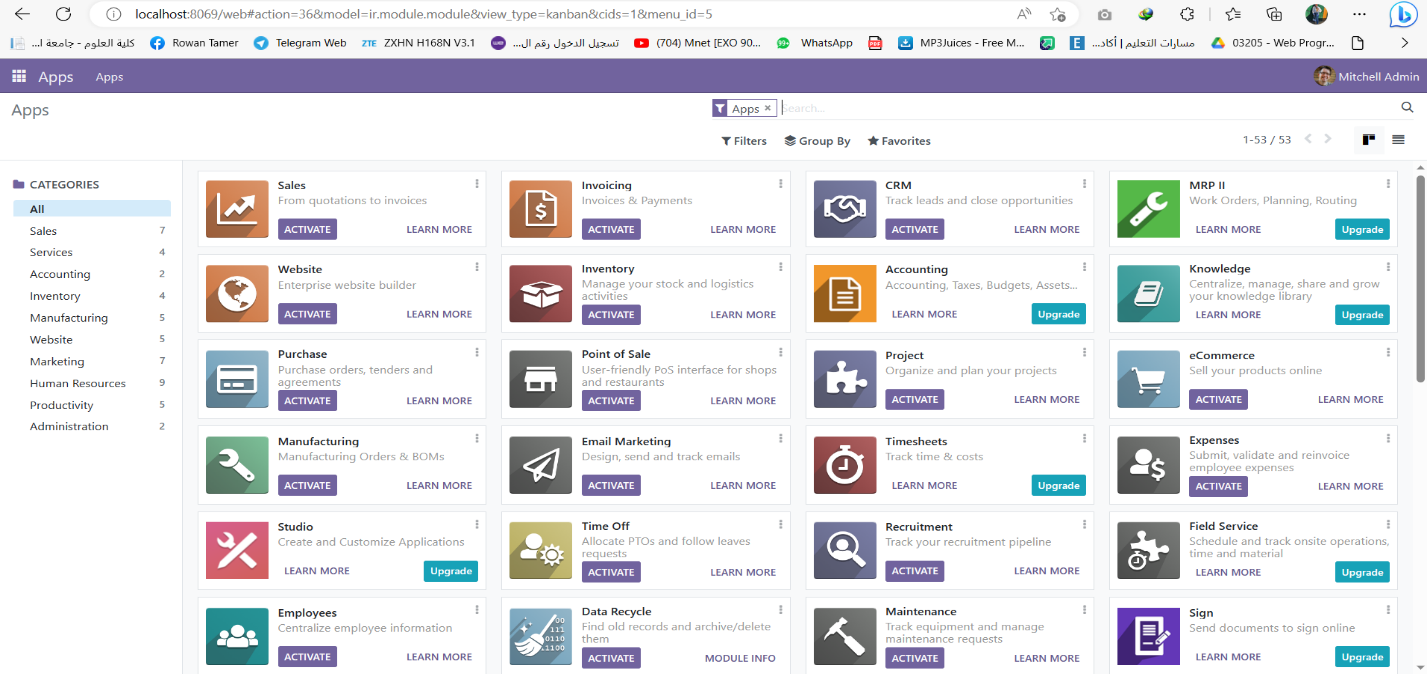 localhost:8069/web#action=36&model=ir.module.module&view_type=kanban&cids=1&menu_id=5
كلية العلوم - جامعة ا...
Rowan Tamer
Telegram Web
ZTE ZXHN H168N V3.1
تسجيل الدخول رقم ال...
(704) Mnet [EXO 90...
WhatsApp
MP3Juices - Free M...
مسارات التعليم | أكاد...
03205 - Web Progr...
Apps
Apps
Mitchell Admin
Apps
Apps ×
Search...
Filters
Group By
Favorites
1-53 / 53
CATEGORIES
All
Sales 7
Services 4
Accounting 2
Inventory 4
Manufacturing 5
Website 5
Marketing 7
Human Resources 9
Productivity 5
Administration 2
Sales
From quotations to invoices
ACTIVATE
LEARN MORE
Invoicing
Invoices & Payments
ACTIVATE
LEARN MORE
CRM
Track leads and close opportunities
ACTIVATE
LEARN MORE
MRP II
Work Orders, Planning, Routing
LEARN MORE
Upgrade
Website
Enterprise website builder
ACTIVATE
LEARN MORE
Inventory
Manage your stock and logistics
activities
ACTIVATE
LEARN MORE
Accounting
Accounting, Taxes, Budgets, Assets...
LEARN MORE
Upgrade
Knowledge
Centralize, manage, share and grow
your knowledge library
LEARN MORE
Upgrade
Purchase
Purchase orders, tenders and
agreements
ACTIVATE
LEARN MORE
Point of Sale
User-friendly PoS interface for shops
and restaurants
ACTIVATE
LEARN MORE
Project
Organize and plan your projects
ACTIVATE
LEARN MORE
eCommerce
Sell your products online
ACTIVATE
LEARN MORE
Manufacturing
Manufacturing Orders & BOMs
ACTIVATE
LEARN MORE
Email Marketing
Design, send and track emails
ACTIVATE
LEARN MORE
Timesheets
Track time & costs
LEARN MORE
Upgrade
Expenses
Submit, validate and reinvoice
employee expenses
ACTIVATE
LEARN MORE
Studio
Create and Customize Applications
LEARN MORE
Upgrade
Time Off
Allocate PTOs and follow leaves
requests
ACTIVATE
LEARN MORE
Recruitment
Track your recruitment pipeline
ACTIVATE
LEARN MORE
Field Service
Schedule and track onsite operations,
time and material
LEARN MORE
Upgrade
Employees
Centralize employee information
ACTIVATE
LEARN MORE
Data Recycle
Find old records and archive/delete
them
ACTIVATE
MODULE INFO
Maintenance
Track equipment and manage
maintenance requests
ACTIVATE
LEARN MORE
Sign
Send documents to sign online
LEARN MORE
Upgrade